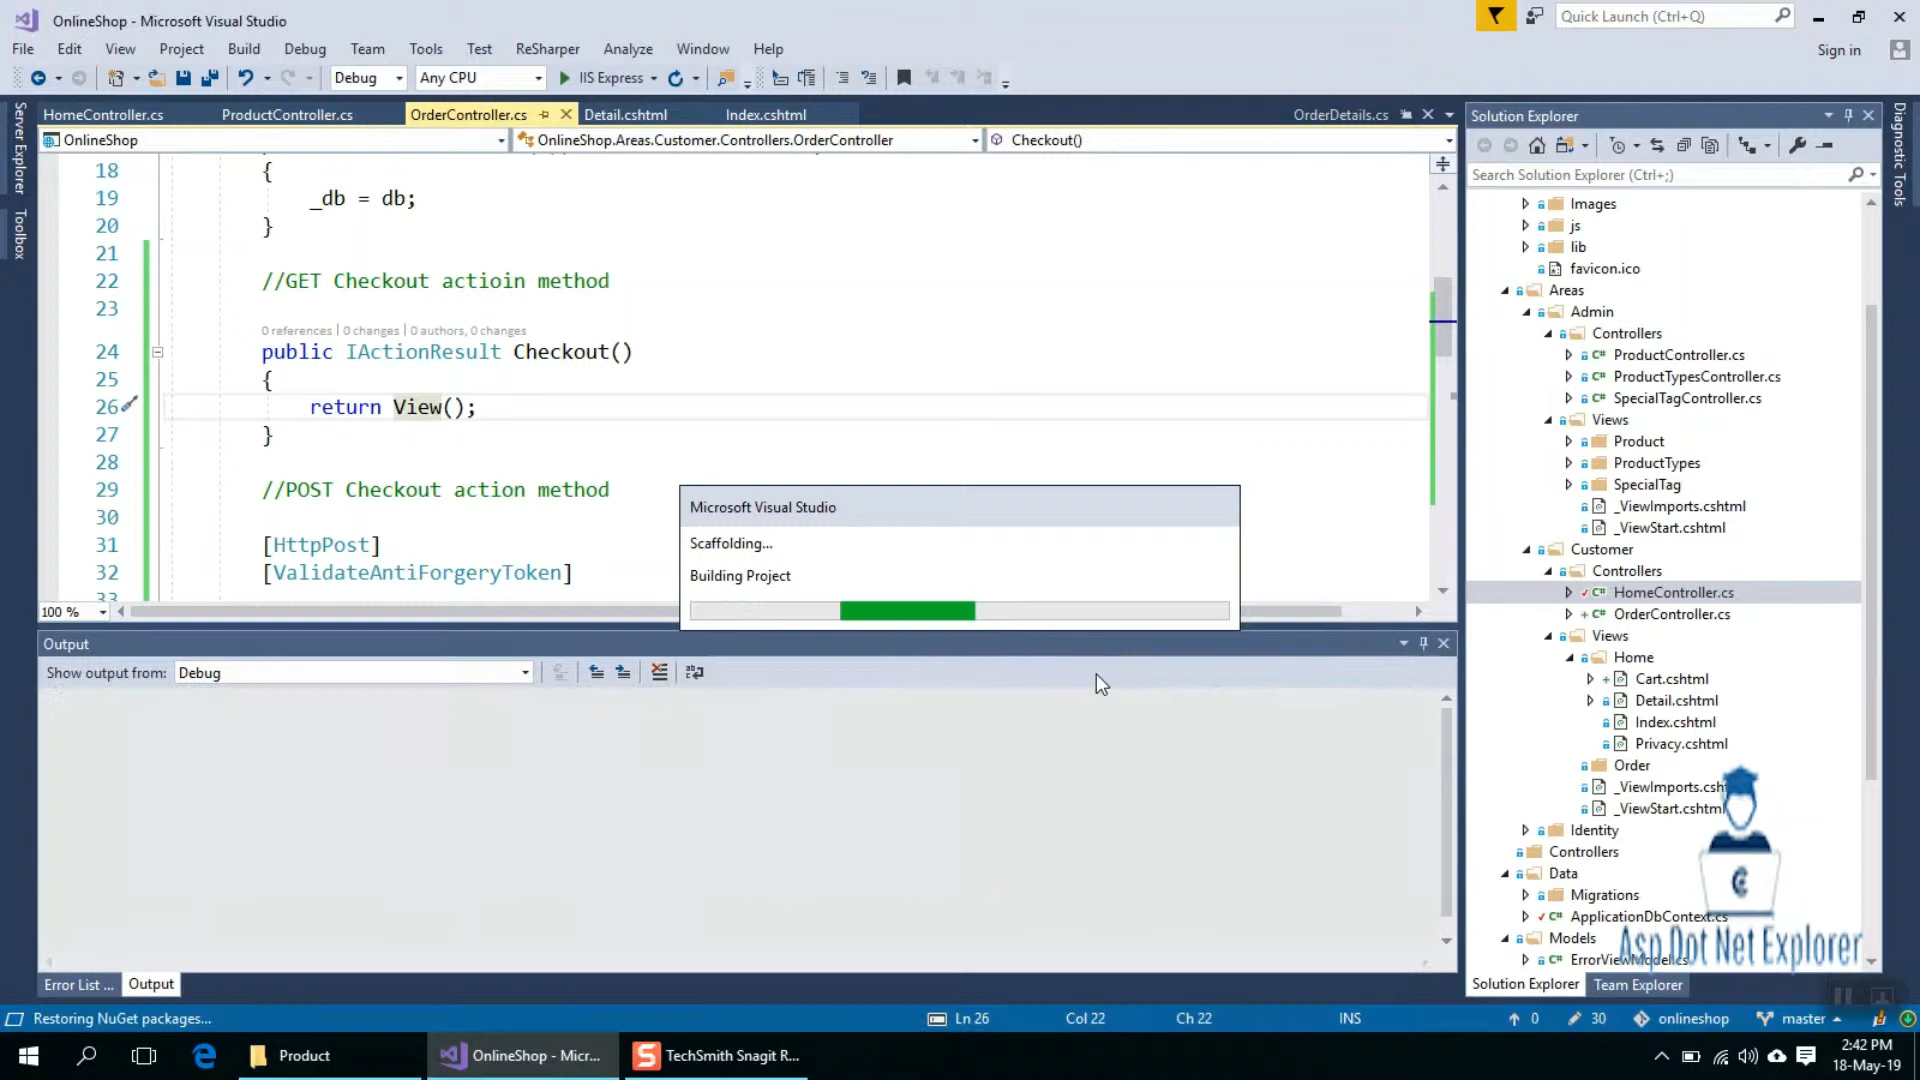 OnlineShop - Microsoft Visual Studio
Quick Launch (Ctrl+Q)
File Edit View Project Build Debug Team Tools Test ReSharper Analyze Window Help
Sign in
Debug Any CPU IIS Express
Server Explorer
Toolbox
HomeController.cs ProductController.cs OrderController.cs Detail.cshtml Index.cshtml OrderDetails.cs
OnlineShop OnlineShop.Areas.Customer.Controllers.OrderController Checkout()
18 {
19 _db = db;
20 }
21
22 //GET Checkout actioin method
23
0 references | 0 changes | 0 authors, 0 changes
24 public IActionResult Checkout()
25 {
26 return View();
27 }
28
29 //POST Checkout action method
30
31 [HttpPost]
32 [ValidateAntiForgeryToken]
33
100 %
Microsoft Visual Studio
Scaffolding...
Building Project
Output
Show output from: Debug
Error List ... Output
Solution Explorer
Search Solution Explorer (Ctrl+;)
Images
js
lib
favicon.ico
Areas
Admin
Controllers
ProductController.cs
ProductTypesController.cs
SpecialTagController.cs
Views
Product
ProductTypes
SpecialTag
_ViewImports.cshtml
_ViewStart.cshtml
Customer
Controllers
HomeController.cs
OrderController.cs
Views
Home
Cart.cshtml
Detail.cshtml
Index.cshtml
Privacy.cshtml
Order
_ViewImports.csh
_ViewStart.cshtml
Identity
Controllers
Data
Migrations
ApplicationDbContext.cs
Models
ErrorViewModel.cs
Asp Dot Net Explorer
Solution Explorer Team Explorer
Diagnostic Tools
Restoring NuGet packages... Ln 26 Col 22 Ch 22 INS 0 30 onlineshop master
Product OnlineShop - Micr... TechSmith Snagit R...
2:42 PM
18-May-19